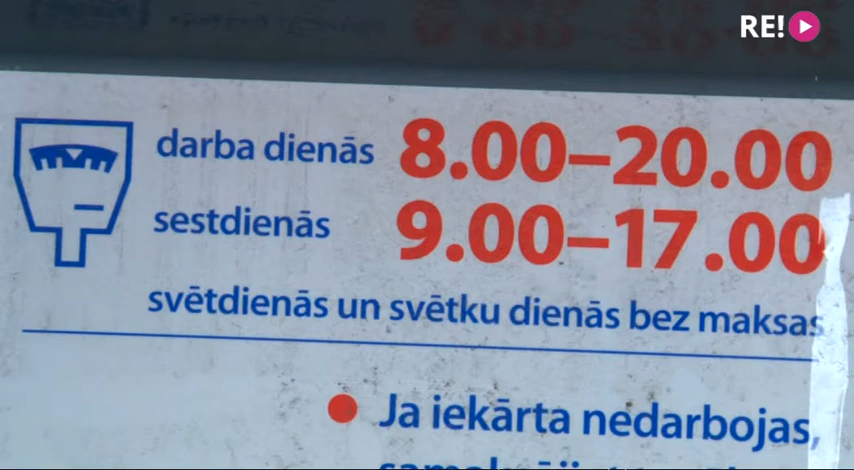 RE!
darba dienās 8.00–20.00
sestdienās 9.00–17.00
svētdienās un svētku dienās bez maksas
Ja iekārta nedarbojas,